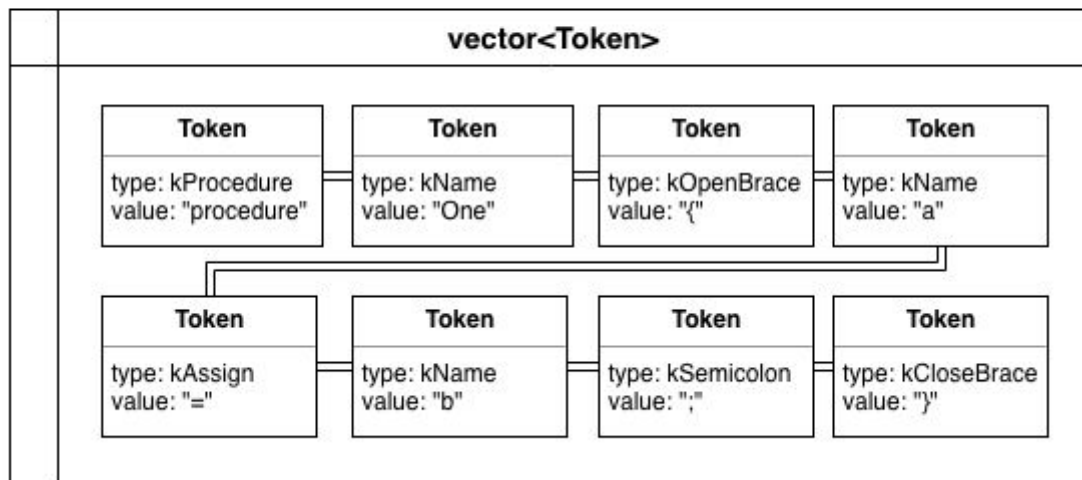 vector<Token>
Token
type: kProcedure
value: "procedure"
Token
type: kName
value: "One"
Token
type: kOpenBrace
value: "{"
Token
type: kName
value: "a"
Token
type: kAssign
value: "="
Token
type: kName
value: "b"
Token
type: kSemicolon
value: ";"
Token
type: kCloseBrace
value: "}"